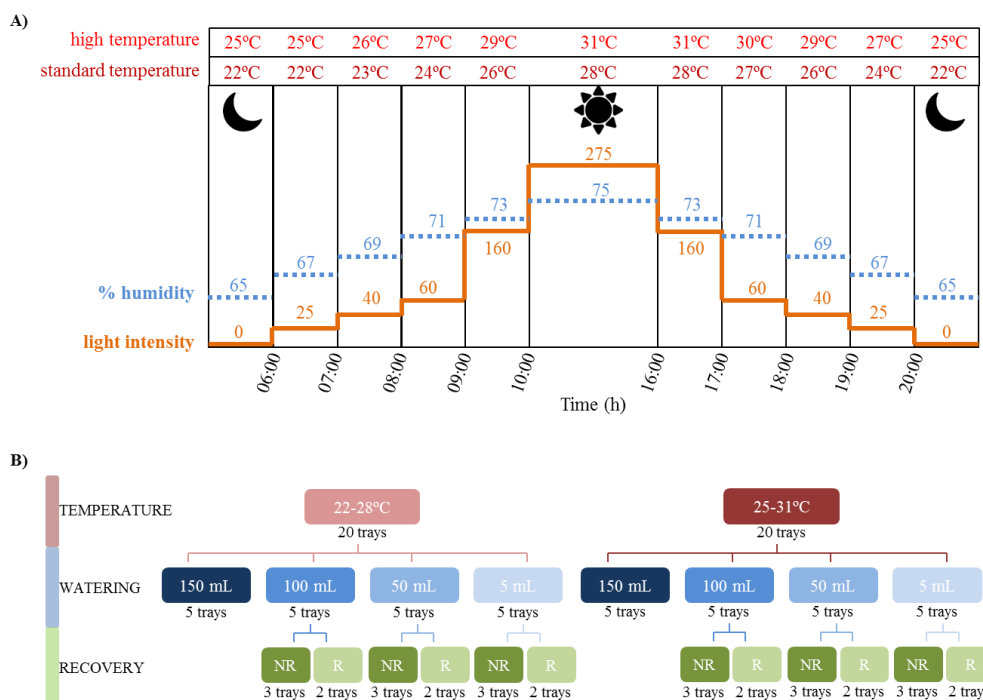 A)
high temperature 25ºC 25ºC 26ºC 27ºC 29ºC 31ºC 31ºC 30ºC 29ºC 27ºC 25ºC
standard temperature 22ºC 22ºC 23ºC 24ºC 26ºC 28ºC 28ºC 27ºC 26ºC 24ºC 22ºC
% humidity 65 67 69 71 73 75 73 71 69 67 65
light intensity 0 25 40 60 160 275 160 60 40 25 0
06:00 07:00 08:00 09:00 10:00 16:00 17:00 18:00 19:00 20:00
Time (h)
B)
TEMPERATURE 22-28ºC 25-31ºC
20 trays 20 trays
WATERING 150 mL 100 mL 50 mL 5 mL 150 mL 100 mL 50 mL 5 mL
5 trays 5 trays 5 trays 5 trays 5 trays 5 trays 5 trays 5 trays
RECOVERY NR R NR R NR R NR R NR R NR R
3 trays 2 trays 3 trays 2 trays 3 trays 2 trays 3 trays 2 trays 3 trays 2 trays 3 trays 2 trays